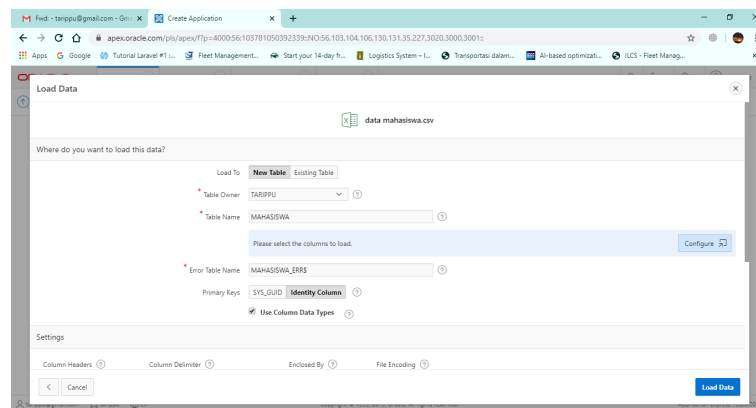 Fwd: - tarippu@gmail.com - Gm
Create Application
apex.oracle.com/pls/apex/f?p=4000:56:103781050392339::NO:56,103,104,106,130,131,35,227,3020,3000,3001::
Apps
Google
Tutorial Laravel #1 :...
Fleet Management...
Start your 14-day fr...
Logistics System – I...
Transportasi dalam...
AI-based optimizati...
ILCS - Fleet Manag...
Load Data
data mahasiswa.csv
Where do you want to load this data?
Load To New Table Existing Table
* Table Owner TARIPPU
* Table Name MAHASISWA
Please select the columns to load. Configure
* Error Table Name MAHASISWA_ERR$
Primary Keys SYS_GUID Identity Column
Use Column Data Types
Settings
Column Headers Column Delimiter Enclosed By File Encoding
Cancel
Load Data